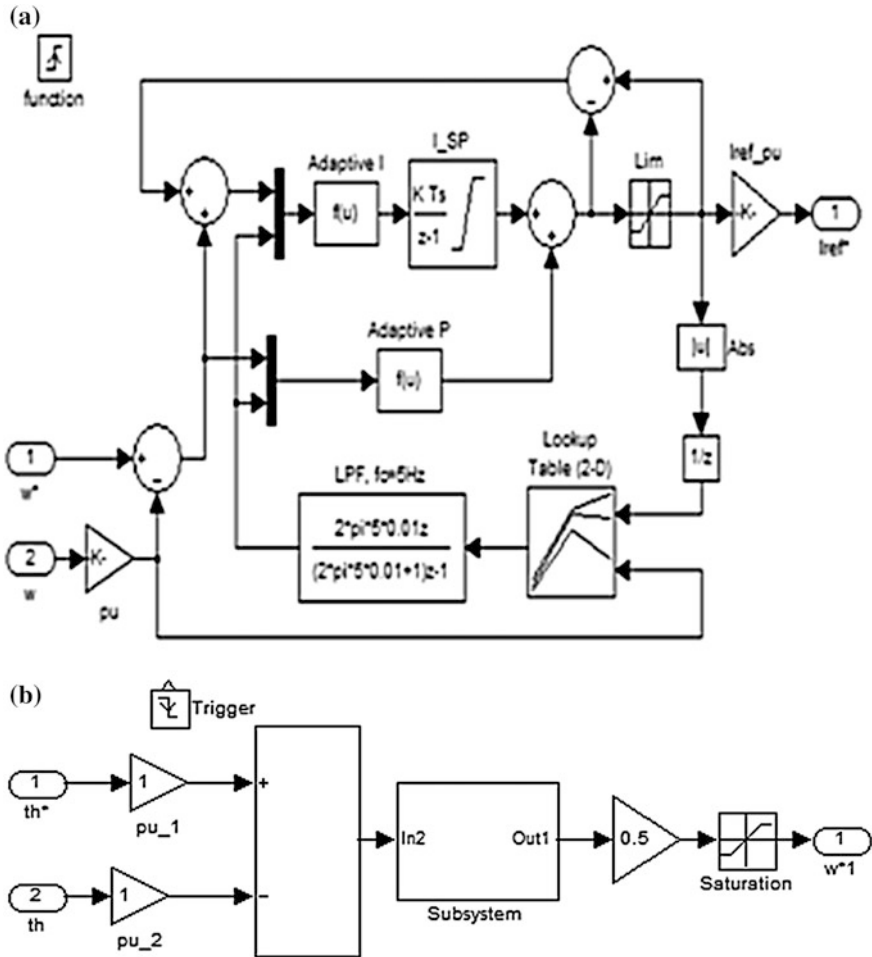 (a)
function
+
-
I_SP
Adaptive I
Lim
Iref_pu
+
+
f(u)
K Ts
z-1
+
+
-K-
1
Iref*
Adaptive P
f(u)
|u|
Abs
1
w*
+
-
LPF, fo=5Hz
Lookup
Table (2-D)
1/z
2*pi*5*0.01z
(2*pi*5*0.01+1)z-1
2
w
K-
pu
(b)
Trigger
1
th*
1
pu_1
+
In2
Out1
0.5
1
w*1
Saturation
Subsystem
2
th
1
pu_2
-